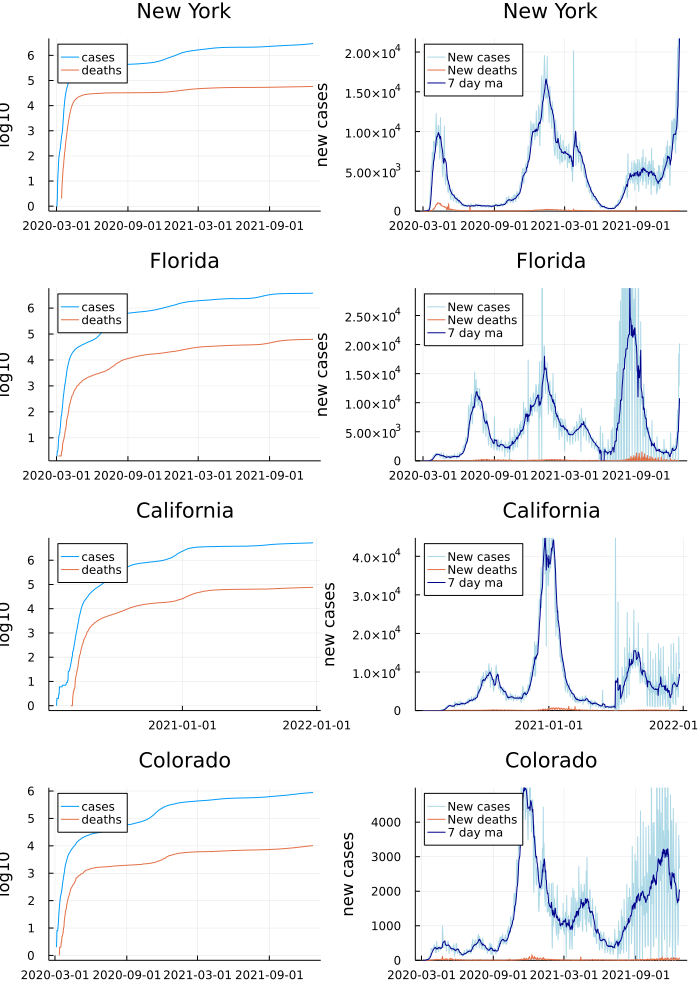 New York
New York
log10
6
5
4
3
2
1
0
cases
deaths
2020-03-01 2020-09-01 2021-03-01 2021-09-01
new cases
2.00×10⁴
1.50×10⁴
1.00×10⁴
5.00×10³
0
New cases
New deaths
7 day ma
2020-03-01 2020-09-01 2021-03-01 2021-09-01
Florida
Florida
log10
6
5
4
3
2
1
cases
deaths
2020-03-01 2020-09-01 2021-03-01 2021-09-01
new cases
2.50×10⁴
2.00×10⁴
1.50×10⁴
1.00×10⁴
5.00×10³
0
New cases
New deaths
7 day ma
2020-03-01 2020-09-01 2021-03-01 2021-09-01
California
California
log10
6
5
4
3
2
1
0
cases
deaths
2021-01-01 2022-01-01
new cases
4.0×10⁴
3.0×10⁴
2.0×10⁴
1.0×10⁴
0
New cases
New deaths
7 day ma
2021-01-01 2022-01
Colorado
Colorado
log10
6
5
4
3
2
1
0
cases
deaths
2020-03-01 2020-09-01 2021-03-01 2021-09-01
new cases
4000
3000
2000
1000
0
New cases
New deaths
7 day ma
2020-03-01 2020-09-01 2021-03-01 2021-09-01